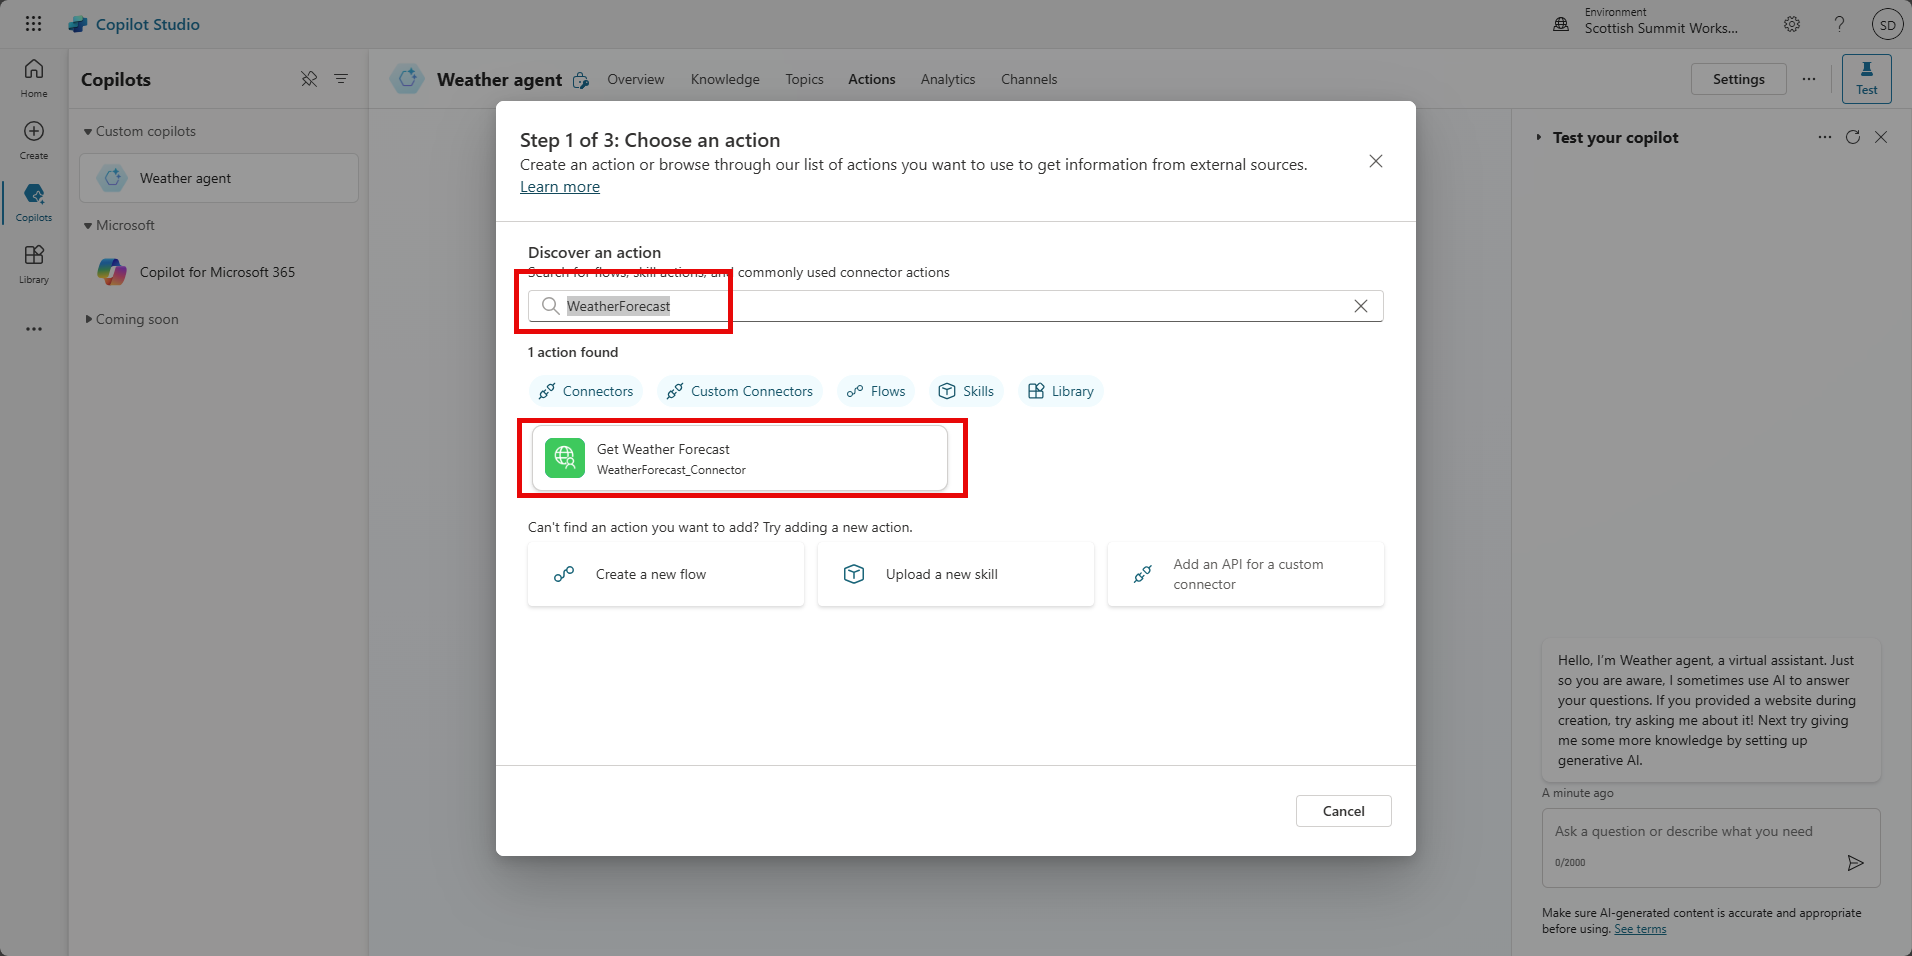 Copilot Studio
Environment
Scottish Summit Works...
SD
Home
Create
Copilots
Library
Copilots
Custom copilots
Weather agent
Microsoft
Copilot for Microsoft 365
Coming soon
Weather agent
Overview
Knowledge
Topics
Actions
Analytics
Channels
Settings
Test
Step 1 of 3: Choose an action
Create an action or browse through our list of actions you want to use to get information from external sources.
Learn more
Discover an action
Search for flows, skill actions, and commonly used connector actions
WeatherForecast
1 action found
Connectors
Custom Connectors
Flows
Skills
Library
Get Weather Forecast
WeatherForecast_Connector
Can't find an action you want to add? Try adding a new action.
Create a new flow
Upload a new skill
Add an API for a custom
connector
Cancel
Test your copilot
Hello, I'm Weather agent, a virtual assistant. Just
so you are aware, I sometimes use AI to answer
your questions. If you provided a website during
creation, try asking me about it! Next try giving
me some more knowledge by setting up
generative AI.
A minute ago
Ask a question or describe what you need
0/2000
Make sure AI-generated content is accurate and appropriate
before using. See terms